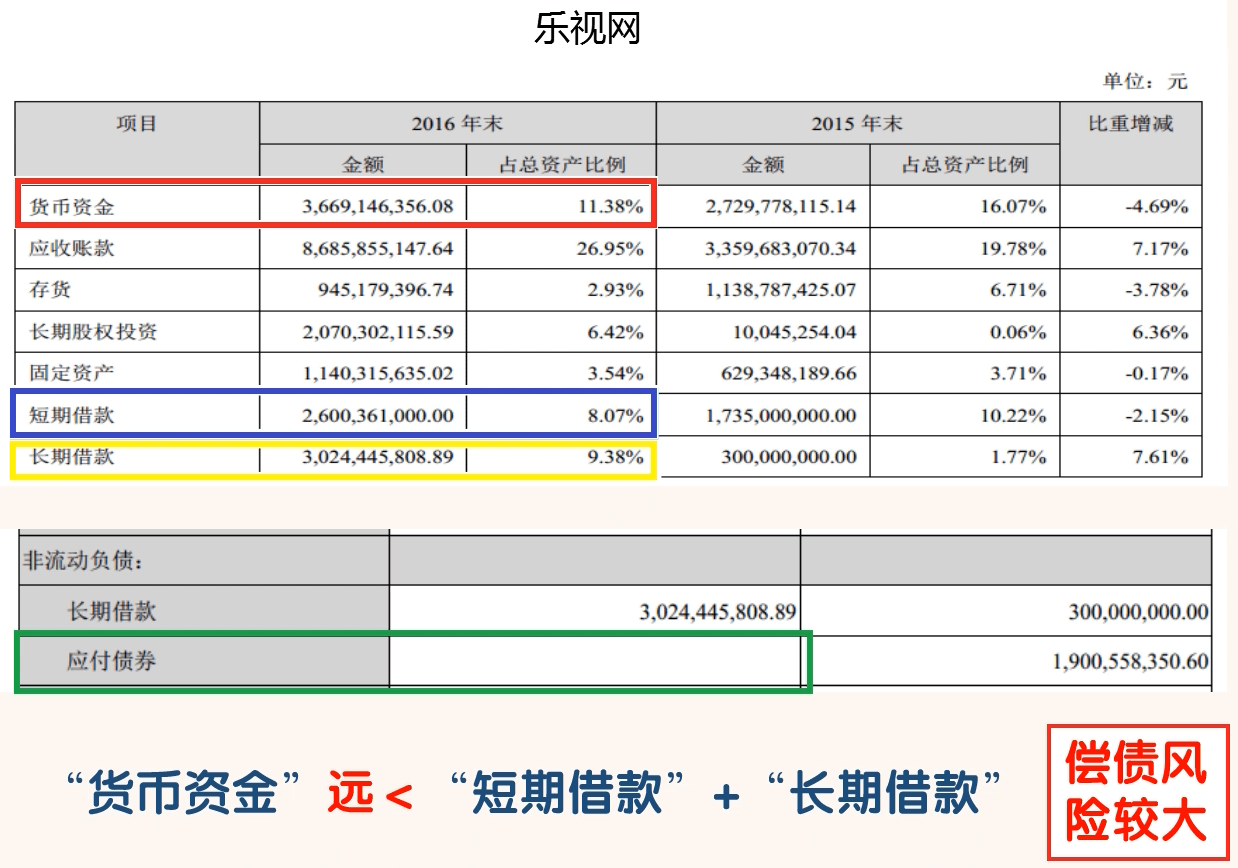 乐视网
单位：元
项目 2016 年末 2015 年末 比重增减
金额 占总资产比例 金额 占总资产比例
货币资金 3,669,146,356.08 11.38% 2,729,778,115.14 16.07% -4.69%
应收账款 8,685,855,147.64 26.95% 3,359,683,070.34 19.78% 7.17%
存货 945,179,396.74 2.93% 1,138,787,425.07 6.71% -3.78%
长期股权投资 2,070,302,115.59 6.42% 10,045,254.04 0.06% 6.36%
固定资产 1,140,315,635.02 3.54% 629,348,189.66 3.71% -0.17%
短期借款 2,600,361,000.00 8.07% 1,735,000,000.00 10.22% -2.15%
长期借款 3,024,445,808.89 9.38% 300,000,000.00 1.77% 7.61%
非流动负债：
长期借款 3,024,445,808.89 300,000,000.00
应付债券 1,900,558,350.60
“货币资金” 远 < “短期借款” + “长期借款”
偿债风
险较大